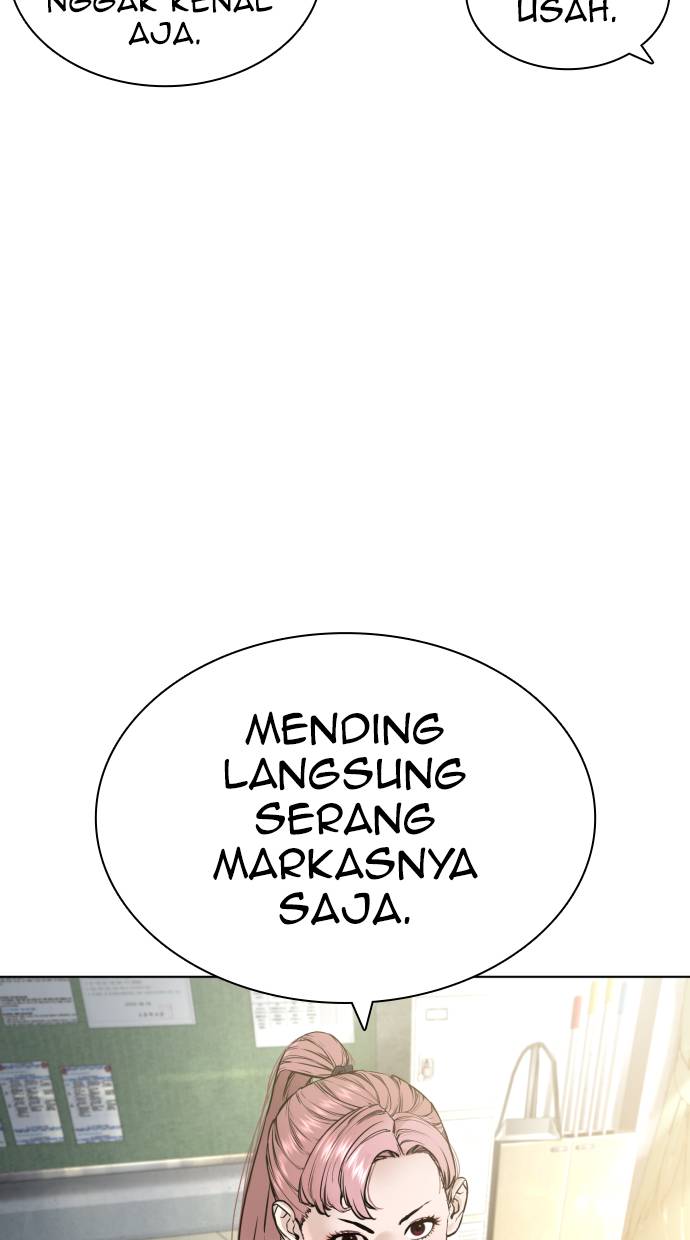 NGGAK KENAL
AJA.
USAH.
MENDING
LANGSUNG
SERANG
MARKASNYA
SAJA.